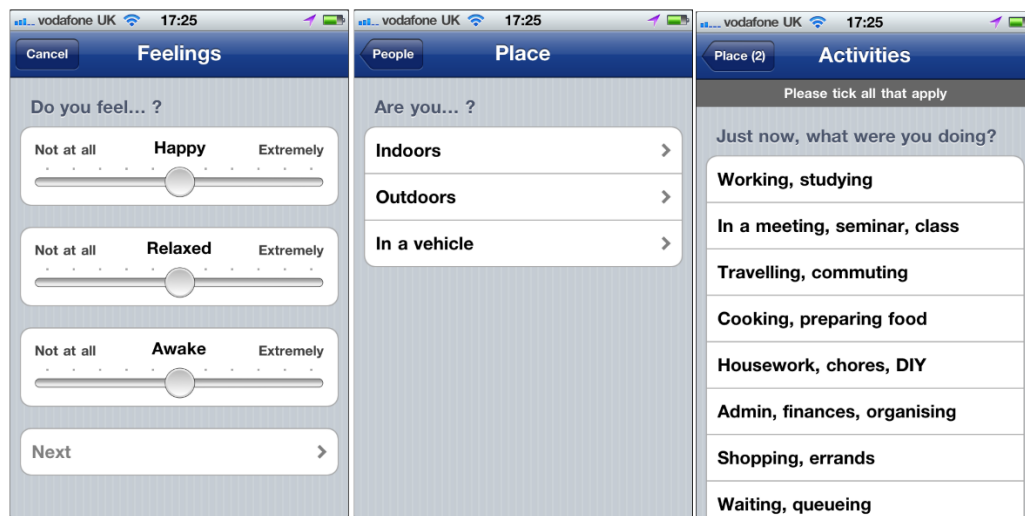 vodafone UK 17:25
Cancel Feelings
Do you feel... ?
Not at all Happy Extremely
Not at all Relaxed Extremely
Not at all Awake Extremely
Next
vodafone UK 17:25
People Place
Are you... ?
Indoors
Outdoors
In a vehicle
vodafone UK 17:25
Place (2) Activities
Please tick all that apply
Just now, what were you doing?
Working, studying
In a meeting, seminar, class
Travelling, commuting
Cooking, preparing food
Housework, chores, DIY
Admin, finances, organising
Shopping, errands
Waiting, queueing